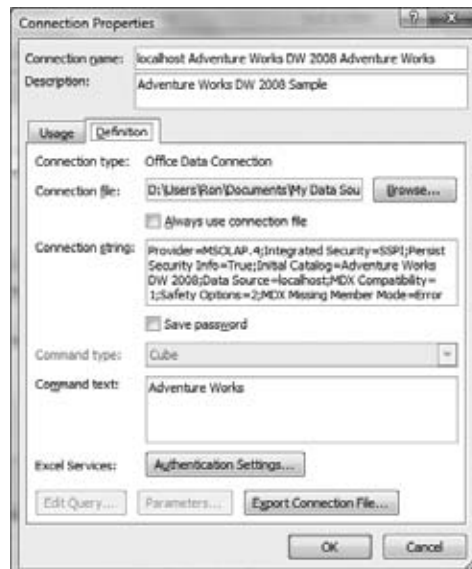 Connection Properties
Connection name: localhost Adventure Works DW 2008 Adventure Works
Description: Adventure Works DW 2008 Sample
Usage Definition
Connection type: Office Data Connection
Connection file: D:\Users\Ron\Documents\My Data Sou Browse...
Always use connection file
Connection string: Provider=MSOLAP.4;Integrated Security=SSPI;Persist
Security Info=True;Initial Catalog=Adventure Works
DW 2008;Data Source=localhost;MDX Compatibility=
1;Safety Options=2;MDX Missing Member Mode=Error
Save password
Command type: Cube
Command text: Adventure Works
Excel Services: Authentication Settings...
Edit Query... Parameters... Export Connection File...
OK Cancel